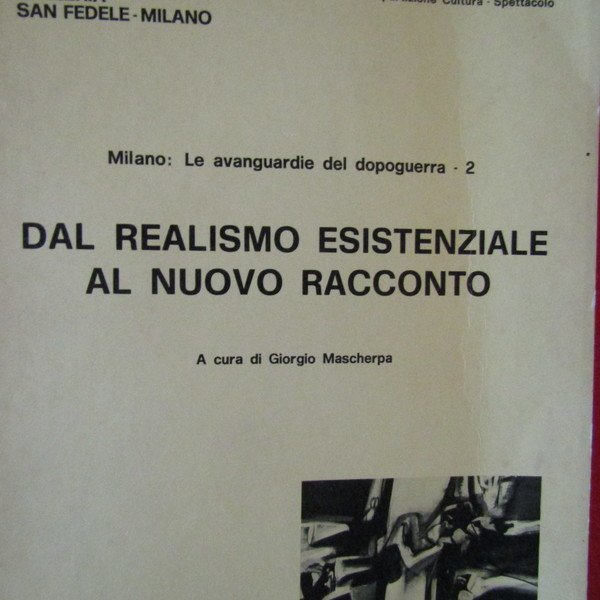 SAN FEDELE - MILANO
Cultura - Spettacolo
Milano: Le avanguardie del dopoguerra - 2
DAL REALISMO ESISTENZIALE
AL NUOVO RACCONTO
A cura di Giorgio Mascherpa